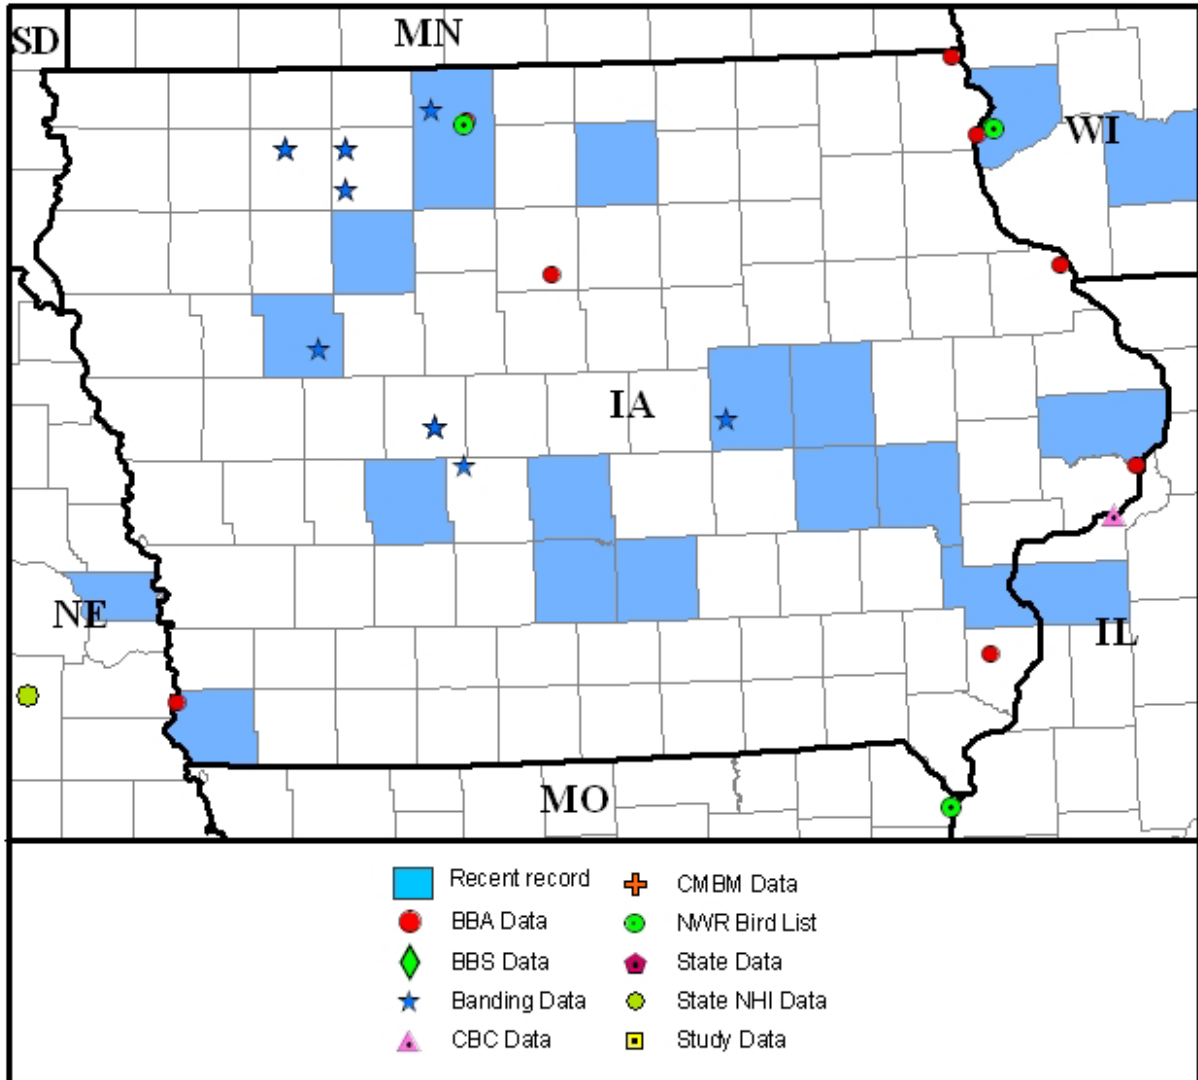 SD
MN
WI
IA
NE
IL
MO
Recent record
CMBM Data
BBA Data
NWR Bird List
BBS Data
State Data
Banding Data
State NHI Data
CBC Data
Study Data